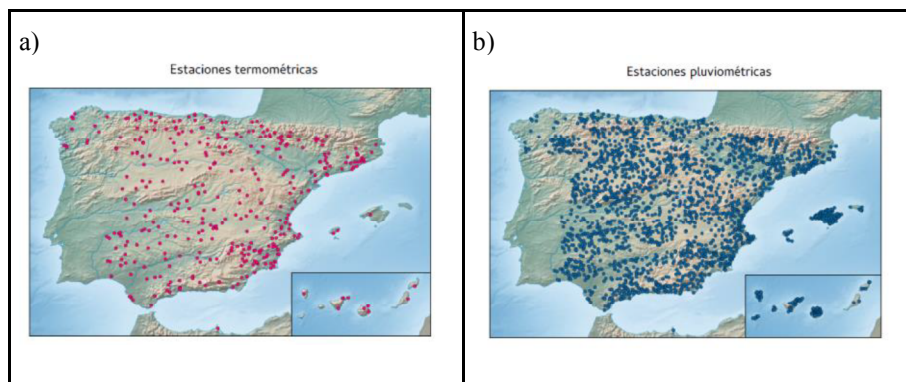 a)
Estaciones termométricas
b)
Estaciones pluviométricas